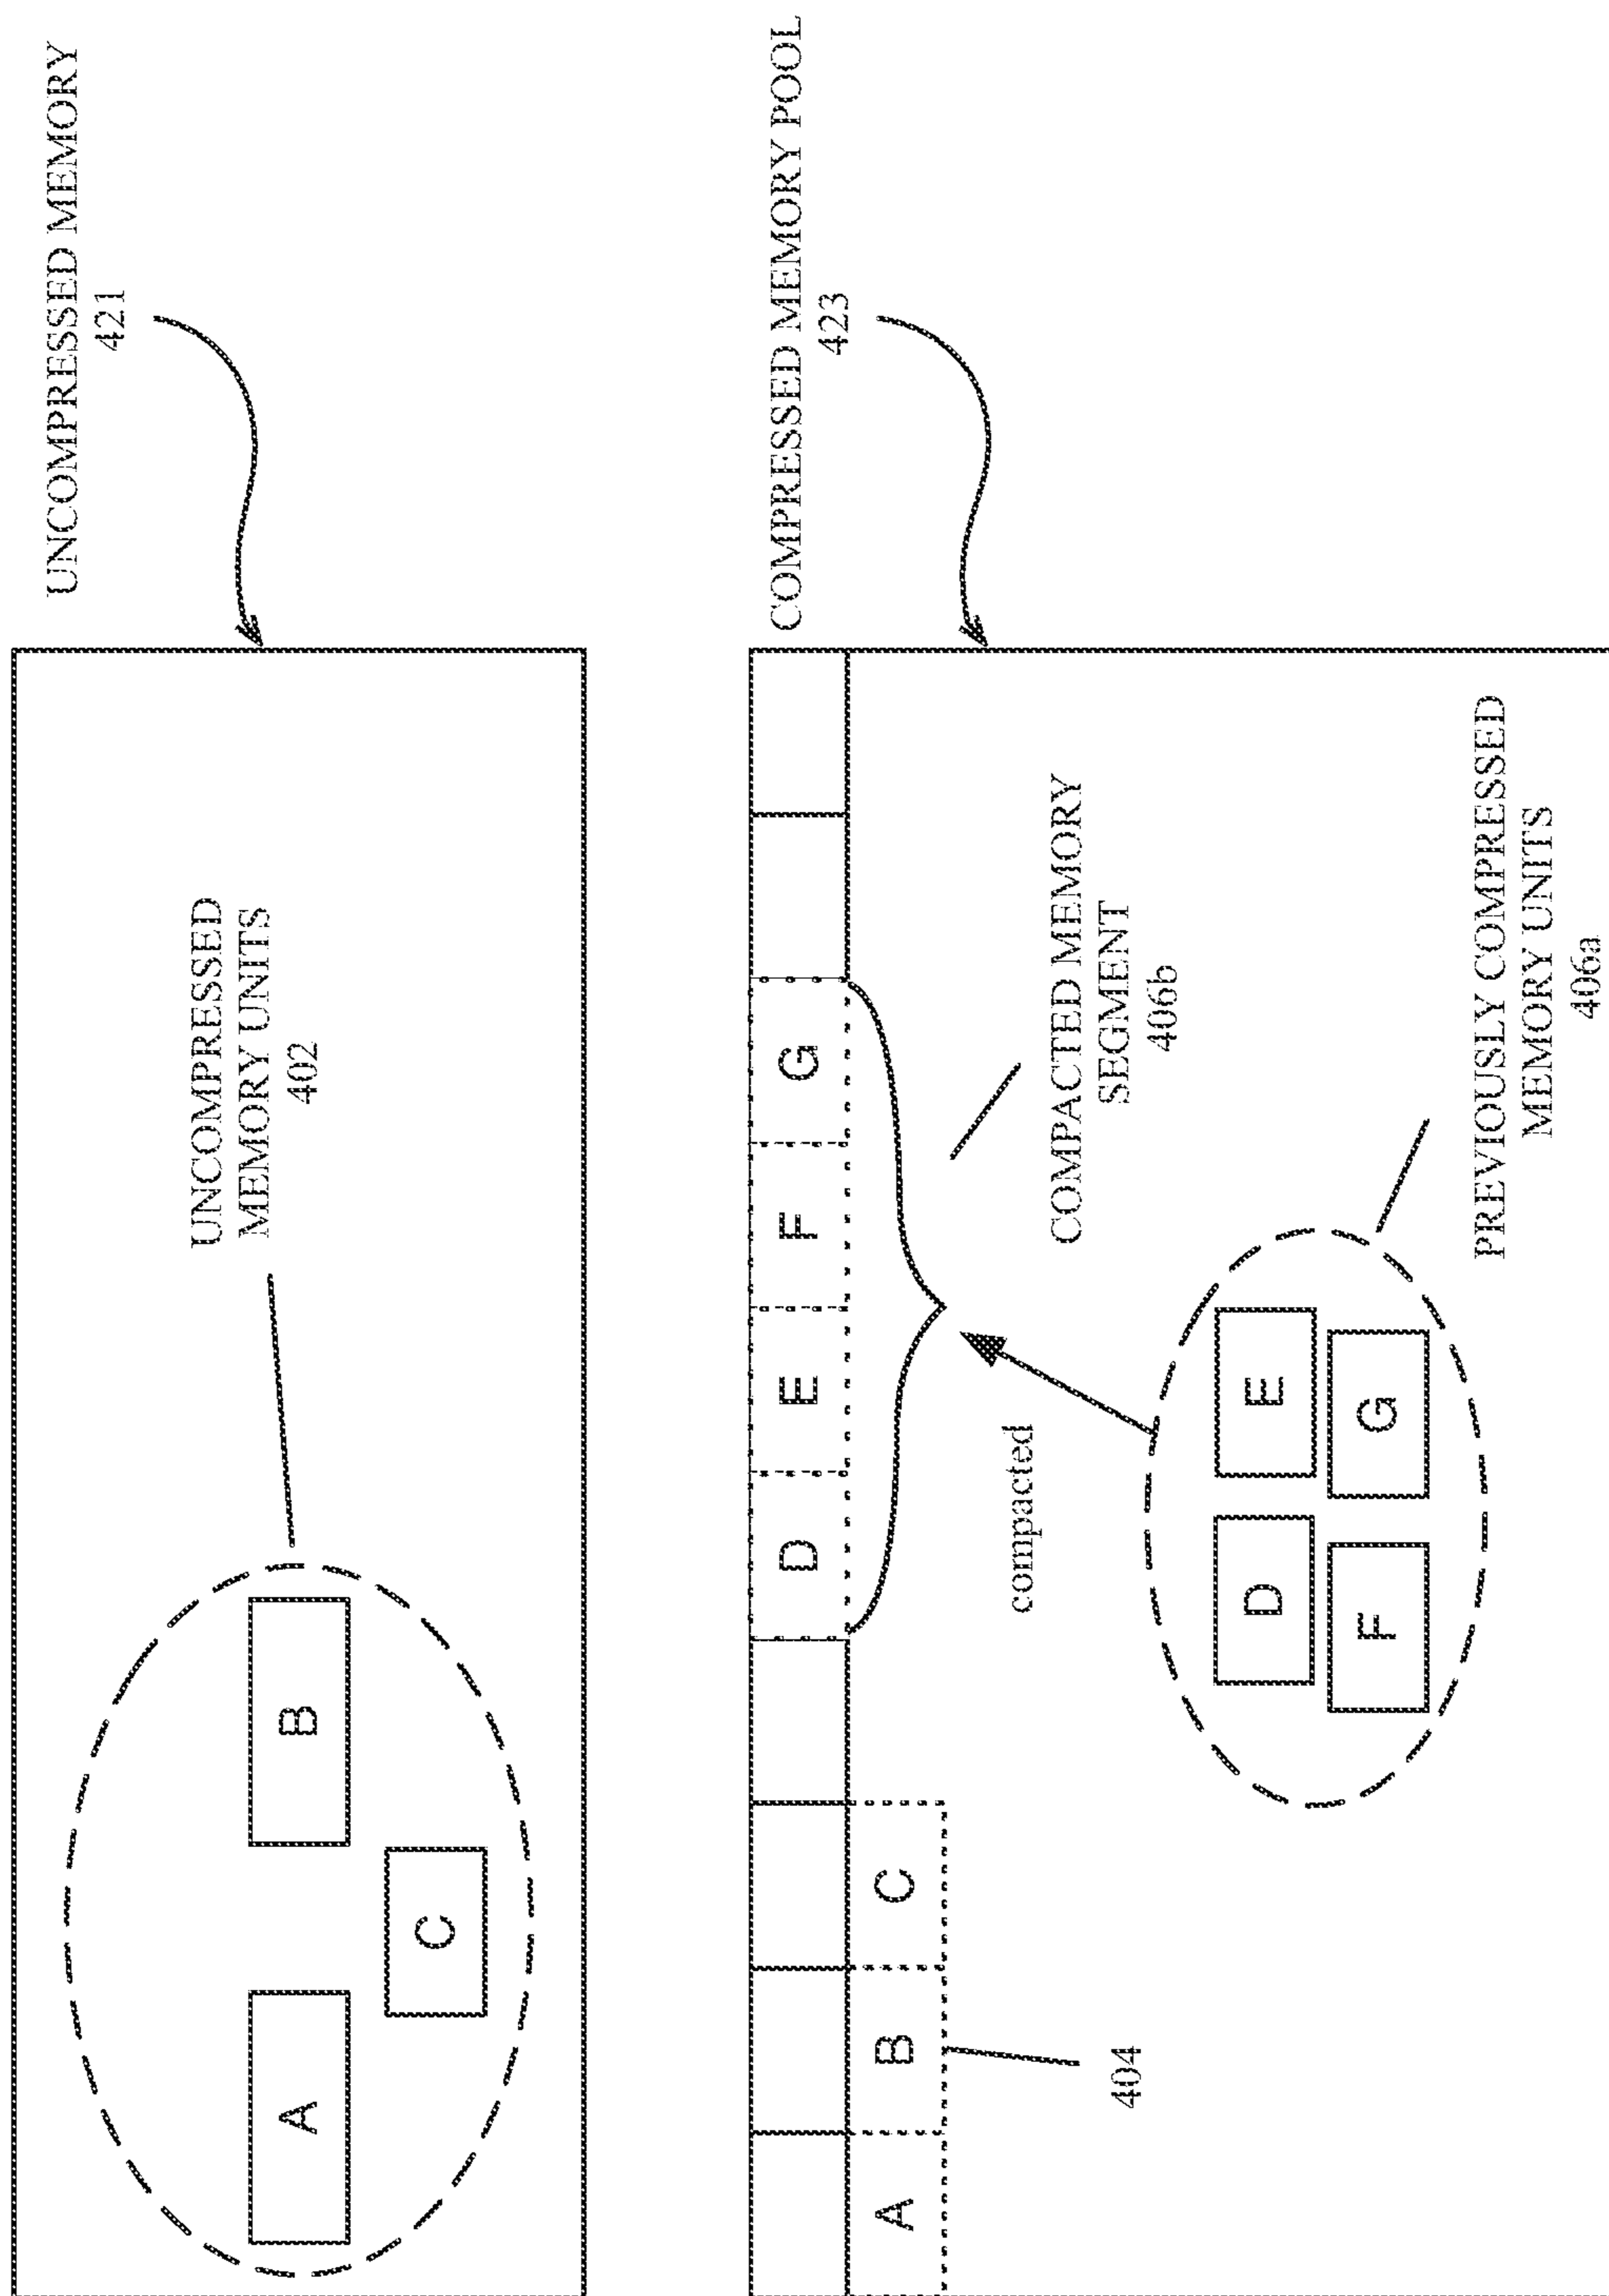 UNCOMPRESSED MEMORY
421
UNCOMPRESSED
MEMORY UNITS
402
A
B
C
COMPRESSED MEMORY POOL
423
D E F G
A B C
404
COMPACTED MEMORY
SEGMENT
406b
compacted
D
E
F
G
PREVIOUSLY COMPRESSED
MEMORY UNITS
406a